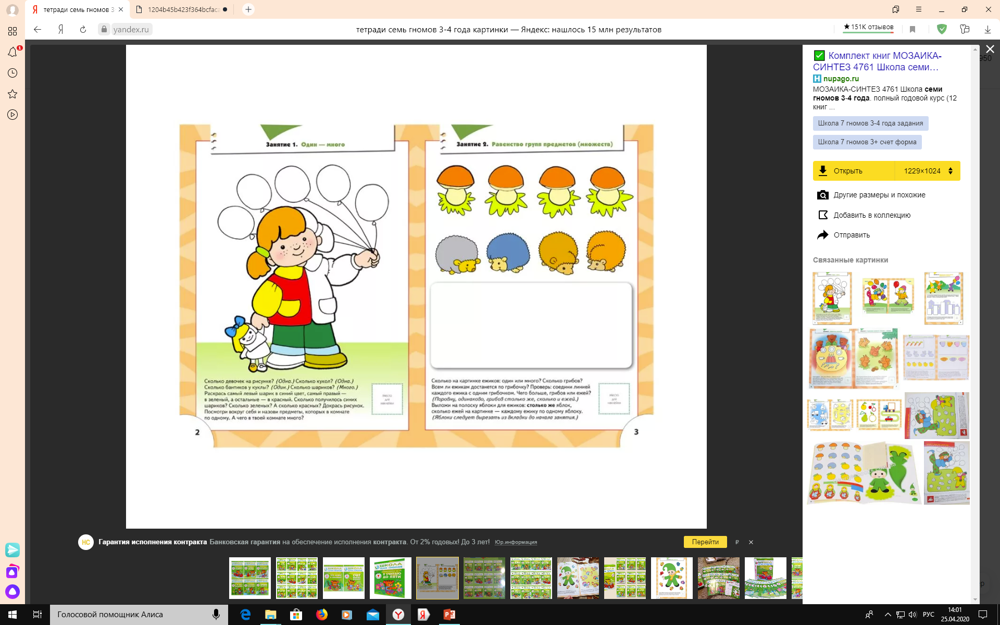 тетради семь гномов 3-
1204b45b423f364bcfaca
yandex.ru
тетради семь гномов 3-4 года картинки — Яндекс: нашлось 15 млн результатов
★151K отзывов
1
950
Занятие 1. Один — много
Сколько девочек на рисунке? (Одна.) Сколько кукол? (Одна.)
Сколько бантиков у куклы? (Один.) Сколько шариков? (Много.)
Раскрась самый левый шарик в синий цвет, самый правый —
в зеленый, а остальные — в красный. Сколько получилось синих
шариков? Сколько зеленых? А сколько красных? Докрась рисунок.
Посмотри вокруг себя и назови предметы, которых в комнате
по одному. А чего в твоей комнате много?
Место
для
наклейки
2
Занятие 2. Равенство групп предметов (множеств)
Сколько на картинке ежиков: один или много? Сколько грибов?
Всем ли ежикам достанется по грибочку? Проверь: соедини линией
каждого ежика с одним грибочком. Чего больше, грибов или ежей?
(Поровну, одинаково, грибов столько же, сколько и ежей.)
Выложи на полоску яблоки для ежиков: столько же яблок,
сколько ежей на картинке — каждому ежику по одному яблоку.
(Яблоки следует вырезать из вкладки до начала занятия.)
Место
для
наклейки
3
Комплект книг МОЗАИКА-
СИНТЕЗ 4761 Школа семи...
nupago.ru
МОЗАИКА-СИНТЕЗ 4761 Школа семи
гномов 3-4 года. полный годовой курс (12
книг ...
Школа 7 гномов 3-4 года задания
Школа 7 гномов 3+ счет форма
Открыть
1229×1024
Другие размеры и похожие
Добавить в коллекцию
Отправить
Связанные картинки
НС
Гарантия исполнения контракта Банковская гарантия на обеспечение исполнения контракта. От 2% годовых! До 3 лет! Юр.информация
Перейти
₽
ШКОЛА
СЕМИ ГНОМОВ
Я СЧИТАЮ
ДО ПЯТИ
Голосовой помощник Алиса
РУС
14:01
25.04.2020